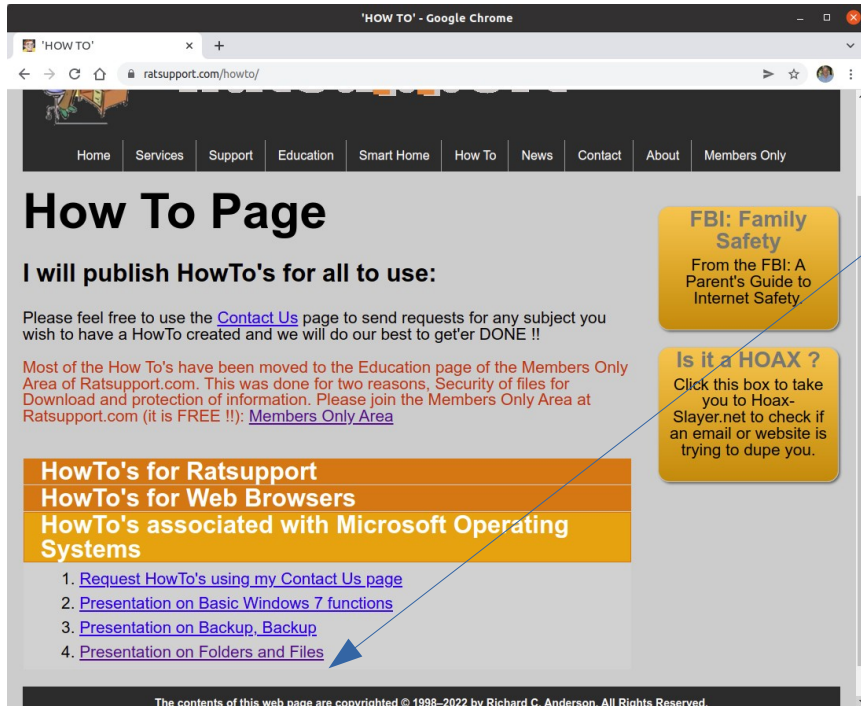 'HOW TO' - Google Chrome
'HOW TO'
ratsupport.com/howto/
Home Services Support Education Smart Home How To News Contact About Members Only
How To Page
I will publish HowTo's for all to use:
Please feel free to use the Contact Us page to send requests for any subject you
wish to have a HowTo created and we will do our best to get'er DONE !!
Most of the How To's have been moved to the Education page of the Members Only
Area of Ratsupport.com. This was done for two reasons, Security of files for
Download and protection of information. Please join the Members Only Area at
Ratsupport.com (it is FREE !!): Members Only Area
HowTo's for Ratsupport
HowTo's for Web Browsers
HowTo's associated with Microsoft Operating
Systems
1. Request HowTo's using my Contact Us page
2. Presentation on Basic Windows 7 functions
3. Presentation on Backup, Backup
4. Presentation on Folders and Files
FBI: Family
Safety
From the FBI: A
Parent's Guide to
Internet Safety.
Is it a HOAX ?
Click this box to take
you to Hoax-
Slayer.net to check if
an email or website is
trying to dupe you.
The contents of this web page are copyrighted © 1998–2022 by Richard C. Anderson. All Rights Reserved.